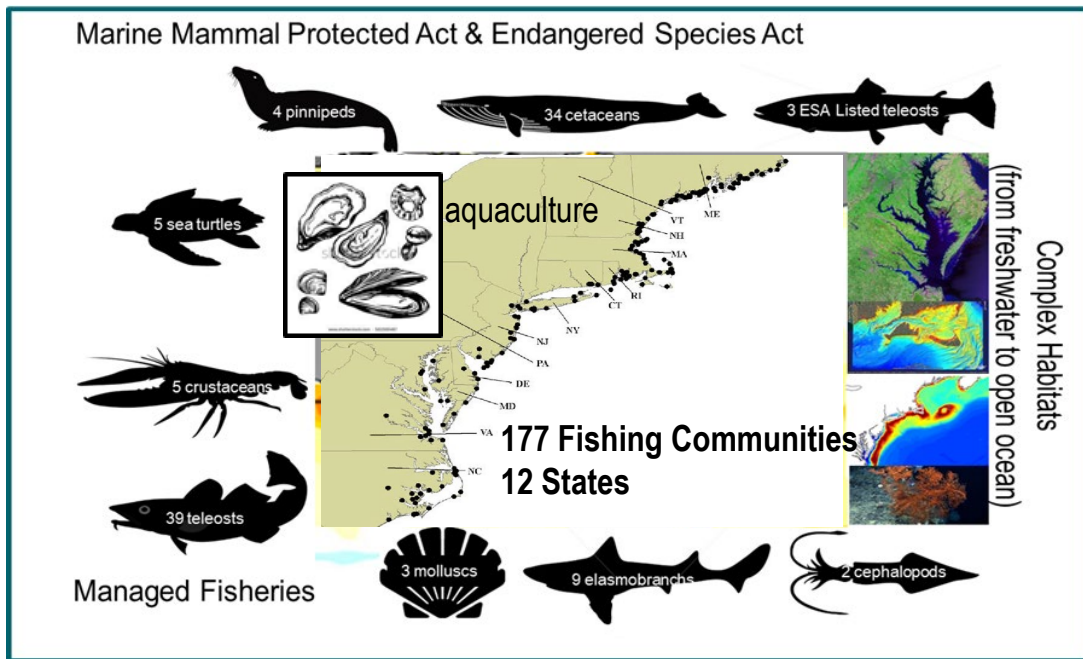 Marine Mammal Protected Act & Endangered Species Act
4 pinnipeds
34 cetaceans
3 ESA Listed teleosts
5 sea turtles
aquaculture
ME
VT
NH
MA
RI
CT
NY
NJ
PA
DE
MD
VA
NC
177 Fishing Communities
12 States
Complex Habitats
(from freshwater to open ocean)
5 crustaceans
39 teleosts
3 molluscs
9 elasmobranchs
2 cephalopods
Managed Fisheries